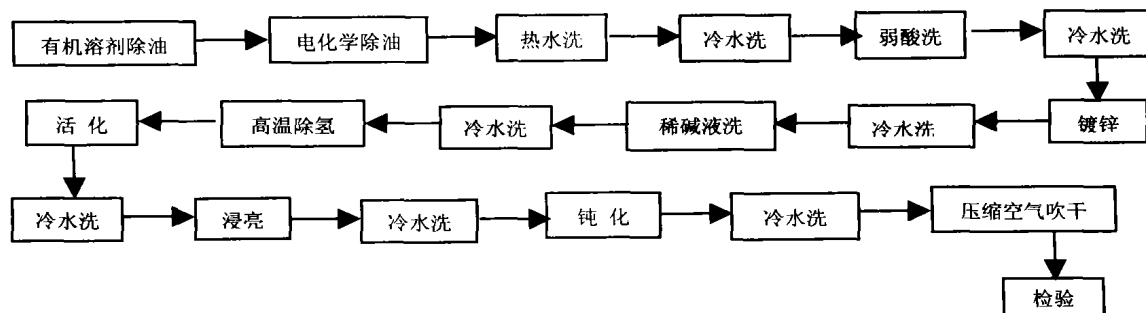 有机溶剂除油
电化学除油
热水洗
冷水洗
弱酸洗
冷水洗
镀锌
冷水洗
稀碱液洗
冷水洗
高温除氢
活 化
冷水洗
浸亮
冷水洗
钝 化
冷水洗
压缩空气吹干
检验